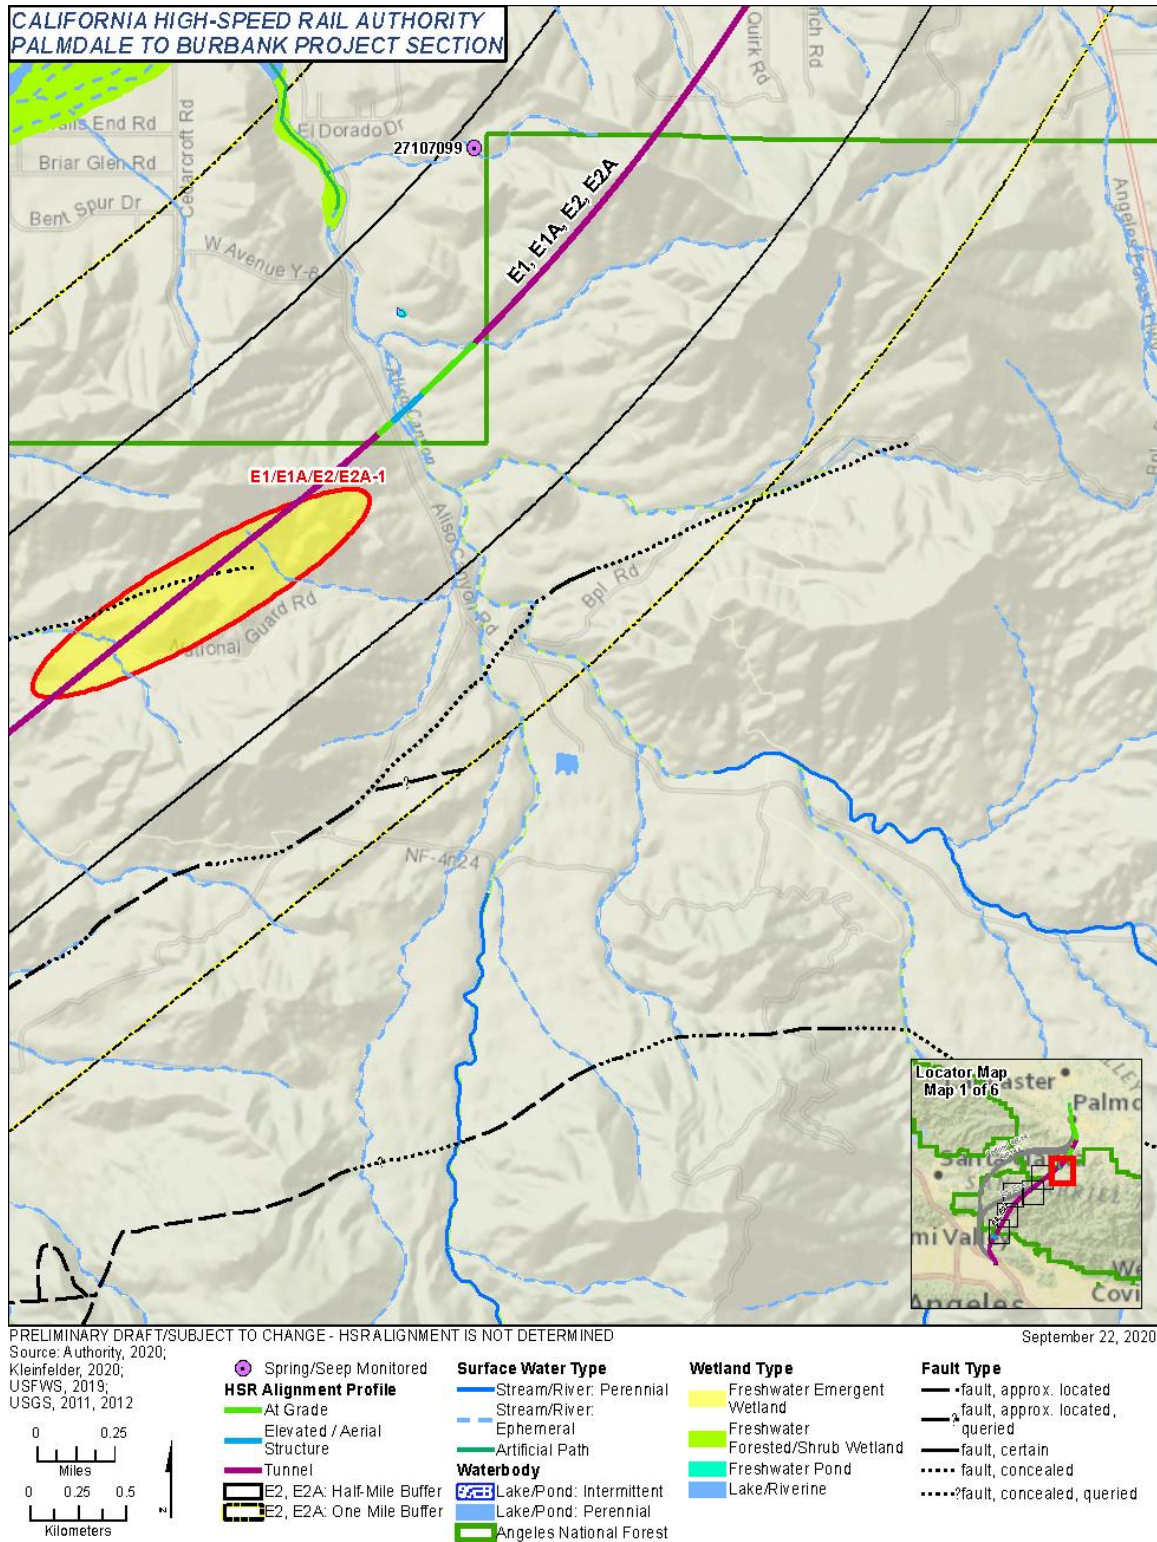 CALIFORNIA HIGH-SPEED RAIL AUTHORITY
PALMDALE TO BURBANK PROJECT SECTION
Quirk Rd
Rd
End Rd
El Dorado Dr
27107099
Briar Glen Rd
Cedarcroft Rd
Bent Spur Dr
W Avenue Y-8
E1, E1A, E2, E2A
Angeles Forest
Aliso Canyon
E1/E1A/E2/E2A-1
Aliso Canyon Rd
Bpl Rd
National Guard Rd
?
NF-4n24
?
Locator Map
Map 1 of 6
PRELIMINARY DRAFT/SUBJECT TO CHANGE - HSR ALIGNMENT IS NOT DETERMINED
September 22, 2020
Source: Authority, 2020;
Kleinfelder, 2020;
USFWS, 2019;
USGS, 2011, 2012
0 0.25
Miles
0 0.25 0.5
Kilometers
N
Spring/Seep Monitored
HSR Alignment Profile
At Grade
Elevated / Aerial
Structure
Tunnel
E2, E2A: Half-Mile Buffer
E2, E2A: One Mile Buffer
Surface Water Type
Stream/River: Perennial
Stream/River:
Ephemeral
Artificial Path
Waterbody
Lake/Pond: Intermittent
Lake/Pond: Perennial
Angeles National Forest
Wetland Type
Freshwater Emergent
Wetland
Freshwater
Forested/Shrub Wetland
Freshwater Pond
Lake/Riverine
Fault Type
fault, approx. located
? fault, approx. located,
queried
fault, certain
fault, concealed
?fault, concealed, queried